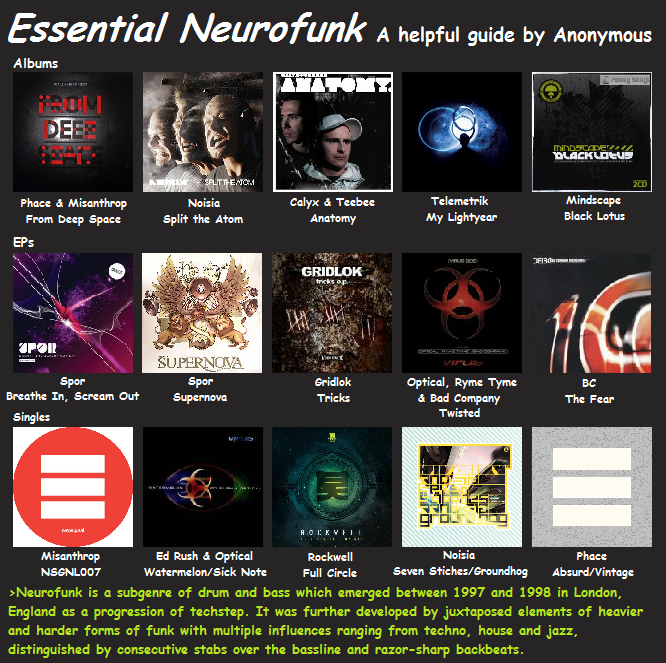 Essential Neurofunk A helpful guide by Anonymous
Albums
FROM
DEEP
SPACE
SPLIT THE ATOM
ANATOMY.
MINDSCAPE
BLACKLOTUS
2CD
Phace & Misanthrop
From Deep Space
Noisia
Split the Atom
Calyx & Teebee
Anatomy
Telemetrik
My Lightyear
Mindscape
Black Lotus
EPs
SPOR
SUPERNOVA
GRIDLOK
tricks e.p.
VIRUS
Spor
Breathe In, Scream Out
Spor
Supernova
Gridlok
Tricks
Optical, Ryme Tyme
& Bad Company
Twisted
BC
The Fear
Singles
neosignal
VIRUS
ROCKWELL
noisia
groundhog
Misanthrop
NSGNL007
Ed Rush & Optical
Watermelon/Sick Note
Rockwell
Full Circle
Noisia
Seven Stiches/Groundhog
Phace
Absurd/Vintage
>Neurofunk is a subgenre of drum and bass which emerged between 1997 and 1998 in London,
England as a progression of techstep. It was further developed by juxtaposed elements of heavier
and harder forms of funk with multiple influences ranging from techno, house and jazz,
distinguished by consecutive stabs over the bassline and razor-sharp backbeats.